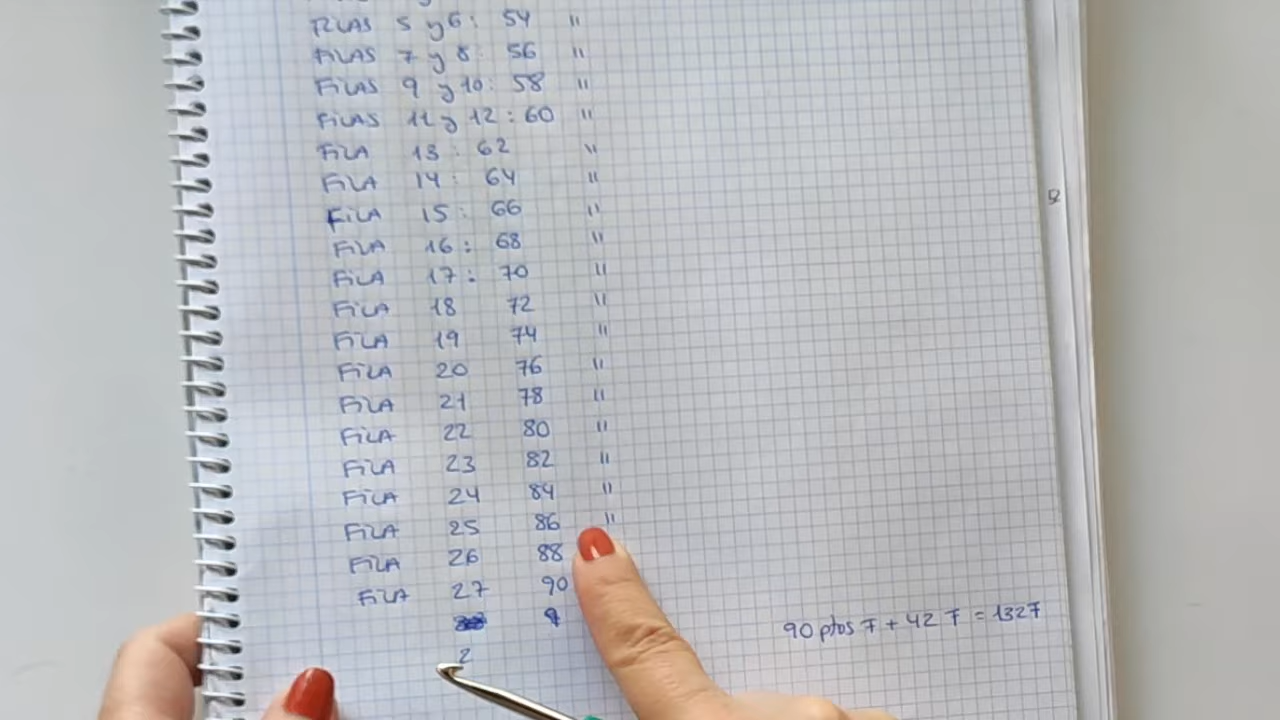 FILAS 5 y 6: 54 "
FILAS 7 y 8: 56 "
FiLAS 9 y 10: 58 "
FiLAS 11 y 12: 60 "
FiLA 13: 62 "
FiLA 14: 64 "
FiLA 15: 66 "
FiLA 16: 68 "
FiLA 17: 70 "
FiLA 18 72 "
FiLA 19 74 "
FiLA 20 76 "
FiLA 21 78 "
FiLA 22 80 "
FiLA 23 82 "
FiLA 24 84 "
FiLA 25 86 "
FiLA 26 88
FiLA 27 90
9
90 ptos 7 + 42 7 = 1327
2